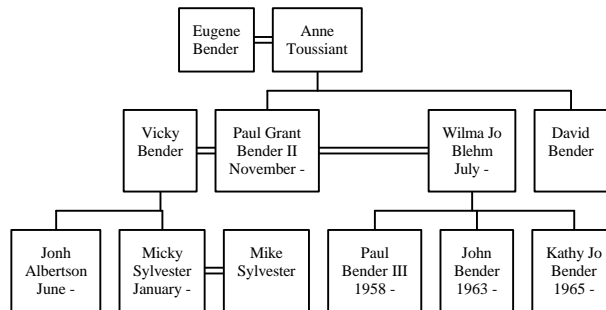 Eugene
Bender
Anne
Toussiant
Vicky
Bender
Paul Grant
Bender II
November -
Wilma Jo
Blehm
July -
David
Bender
Jonh
Albertson
June -
Micky
Sylvester
January -
Mike
Sylvester
Paul
Bender III
1958 -
John
Bender
1963 -
Kathy Jo
Bender
1965 -